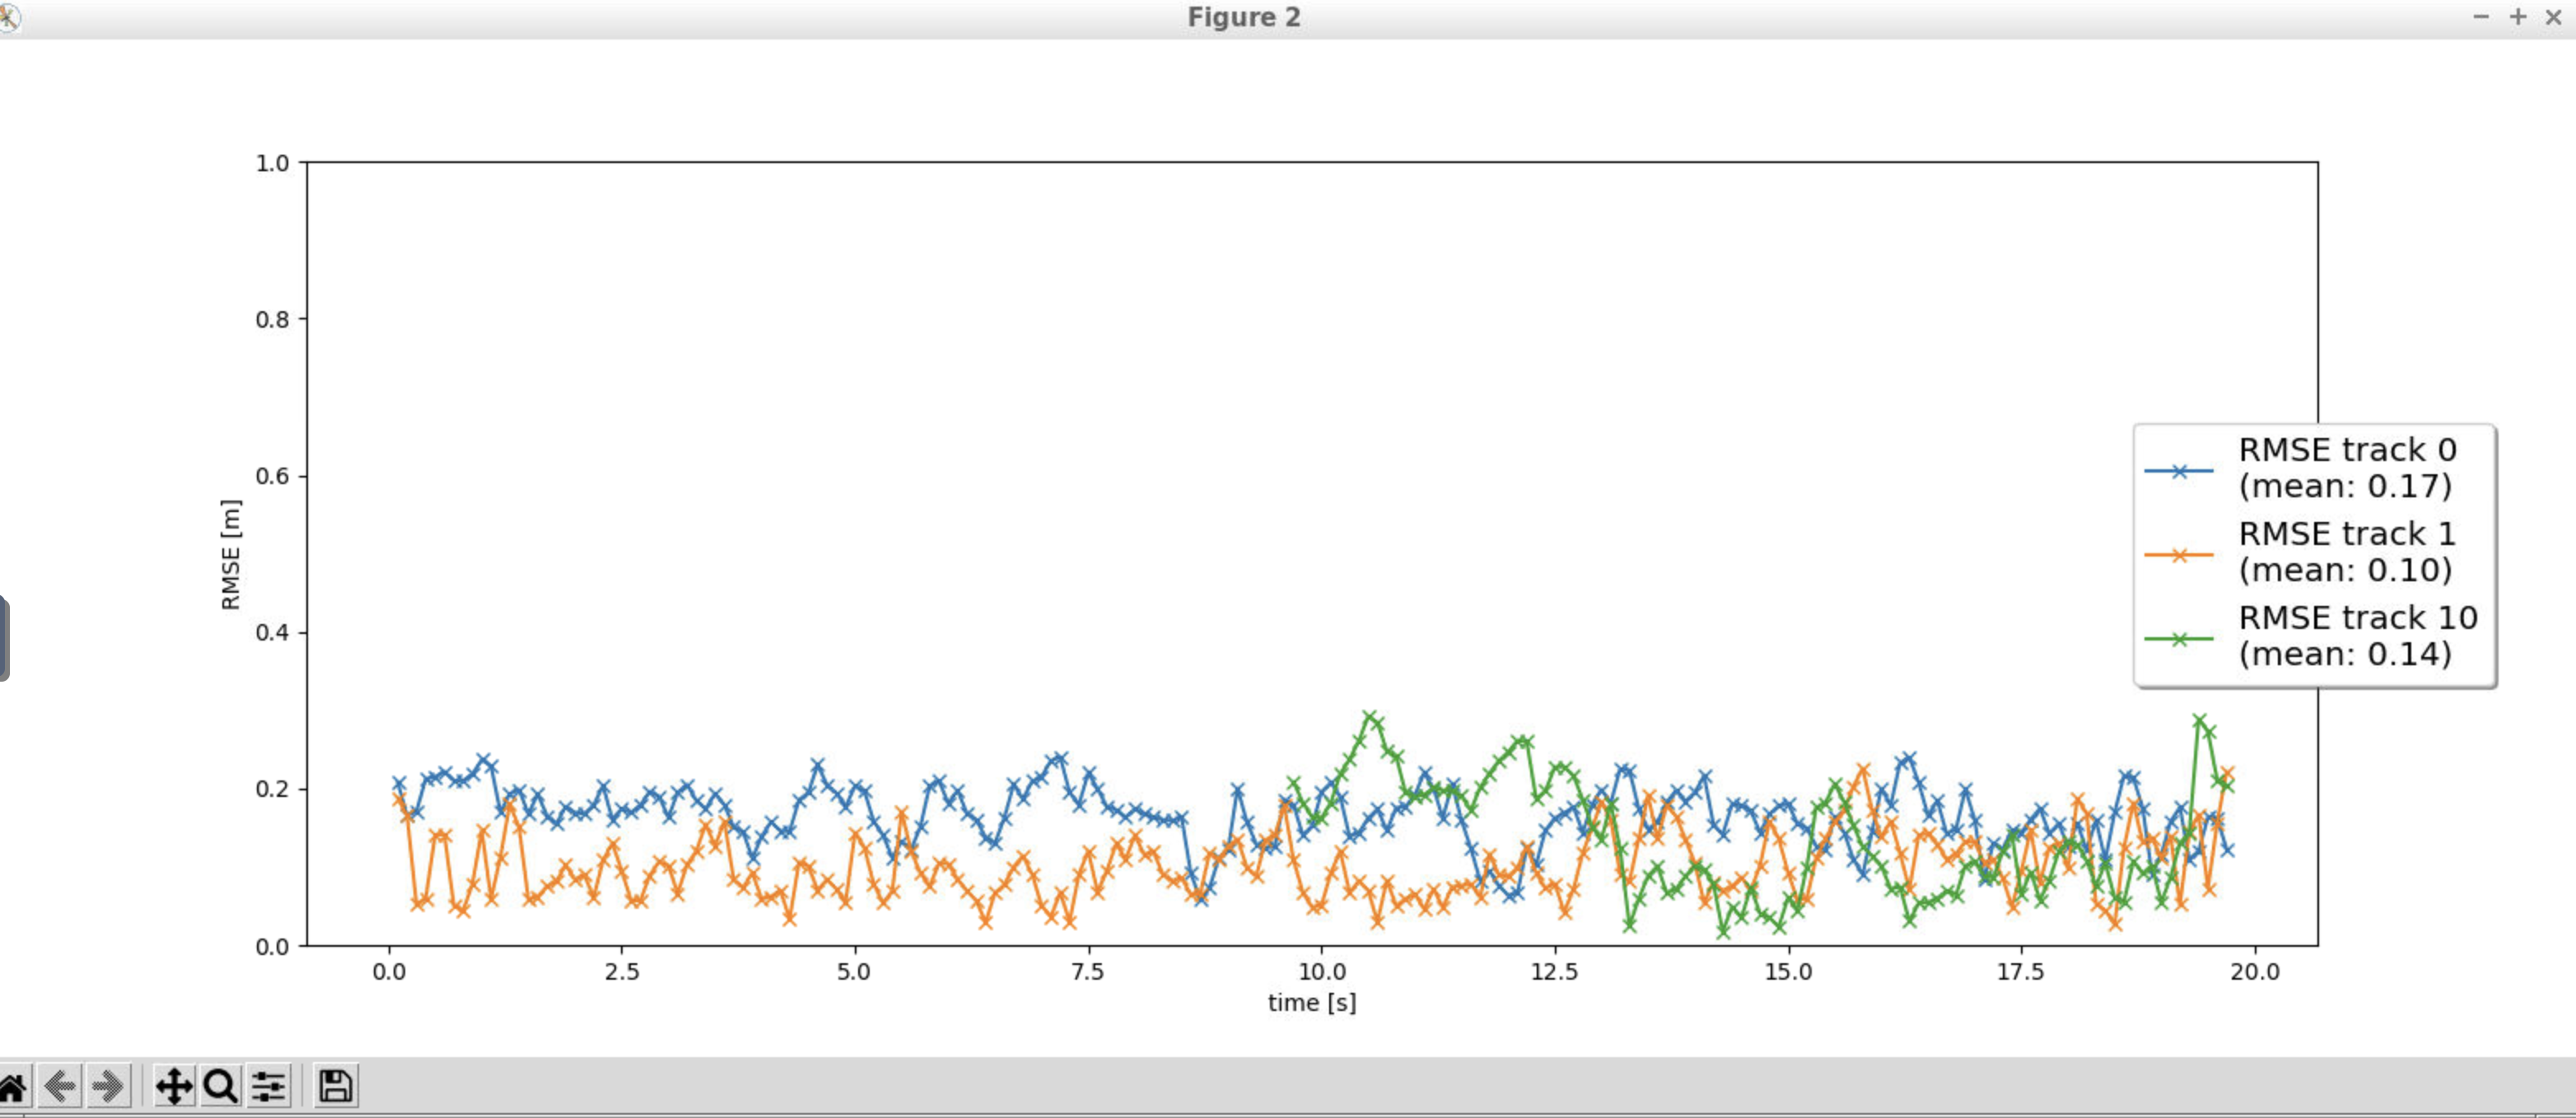 Figure 2
1.0
0.8
0.6
0.4
0.2
0.0
RMSE [m]
0.0 2.5 5.0 7.5 10.0 12.5 15.0 17.5 20.0
time [s]
RMSE track 0
(mean: 0.17)
RMSE track 1
(mean: 0.10)
RMSE track 10
(mean: 0.14)